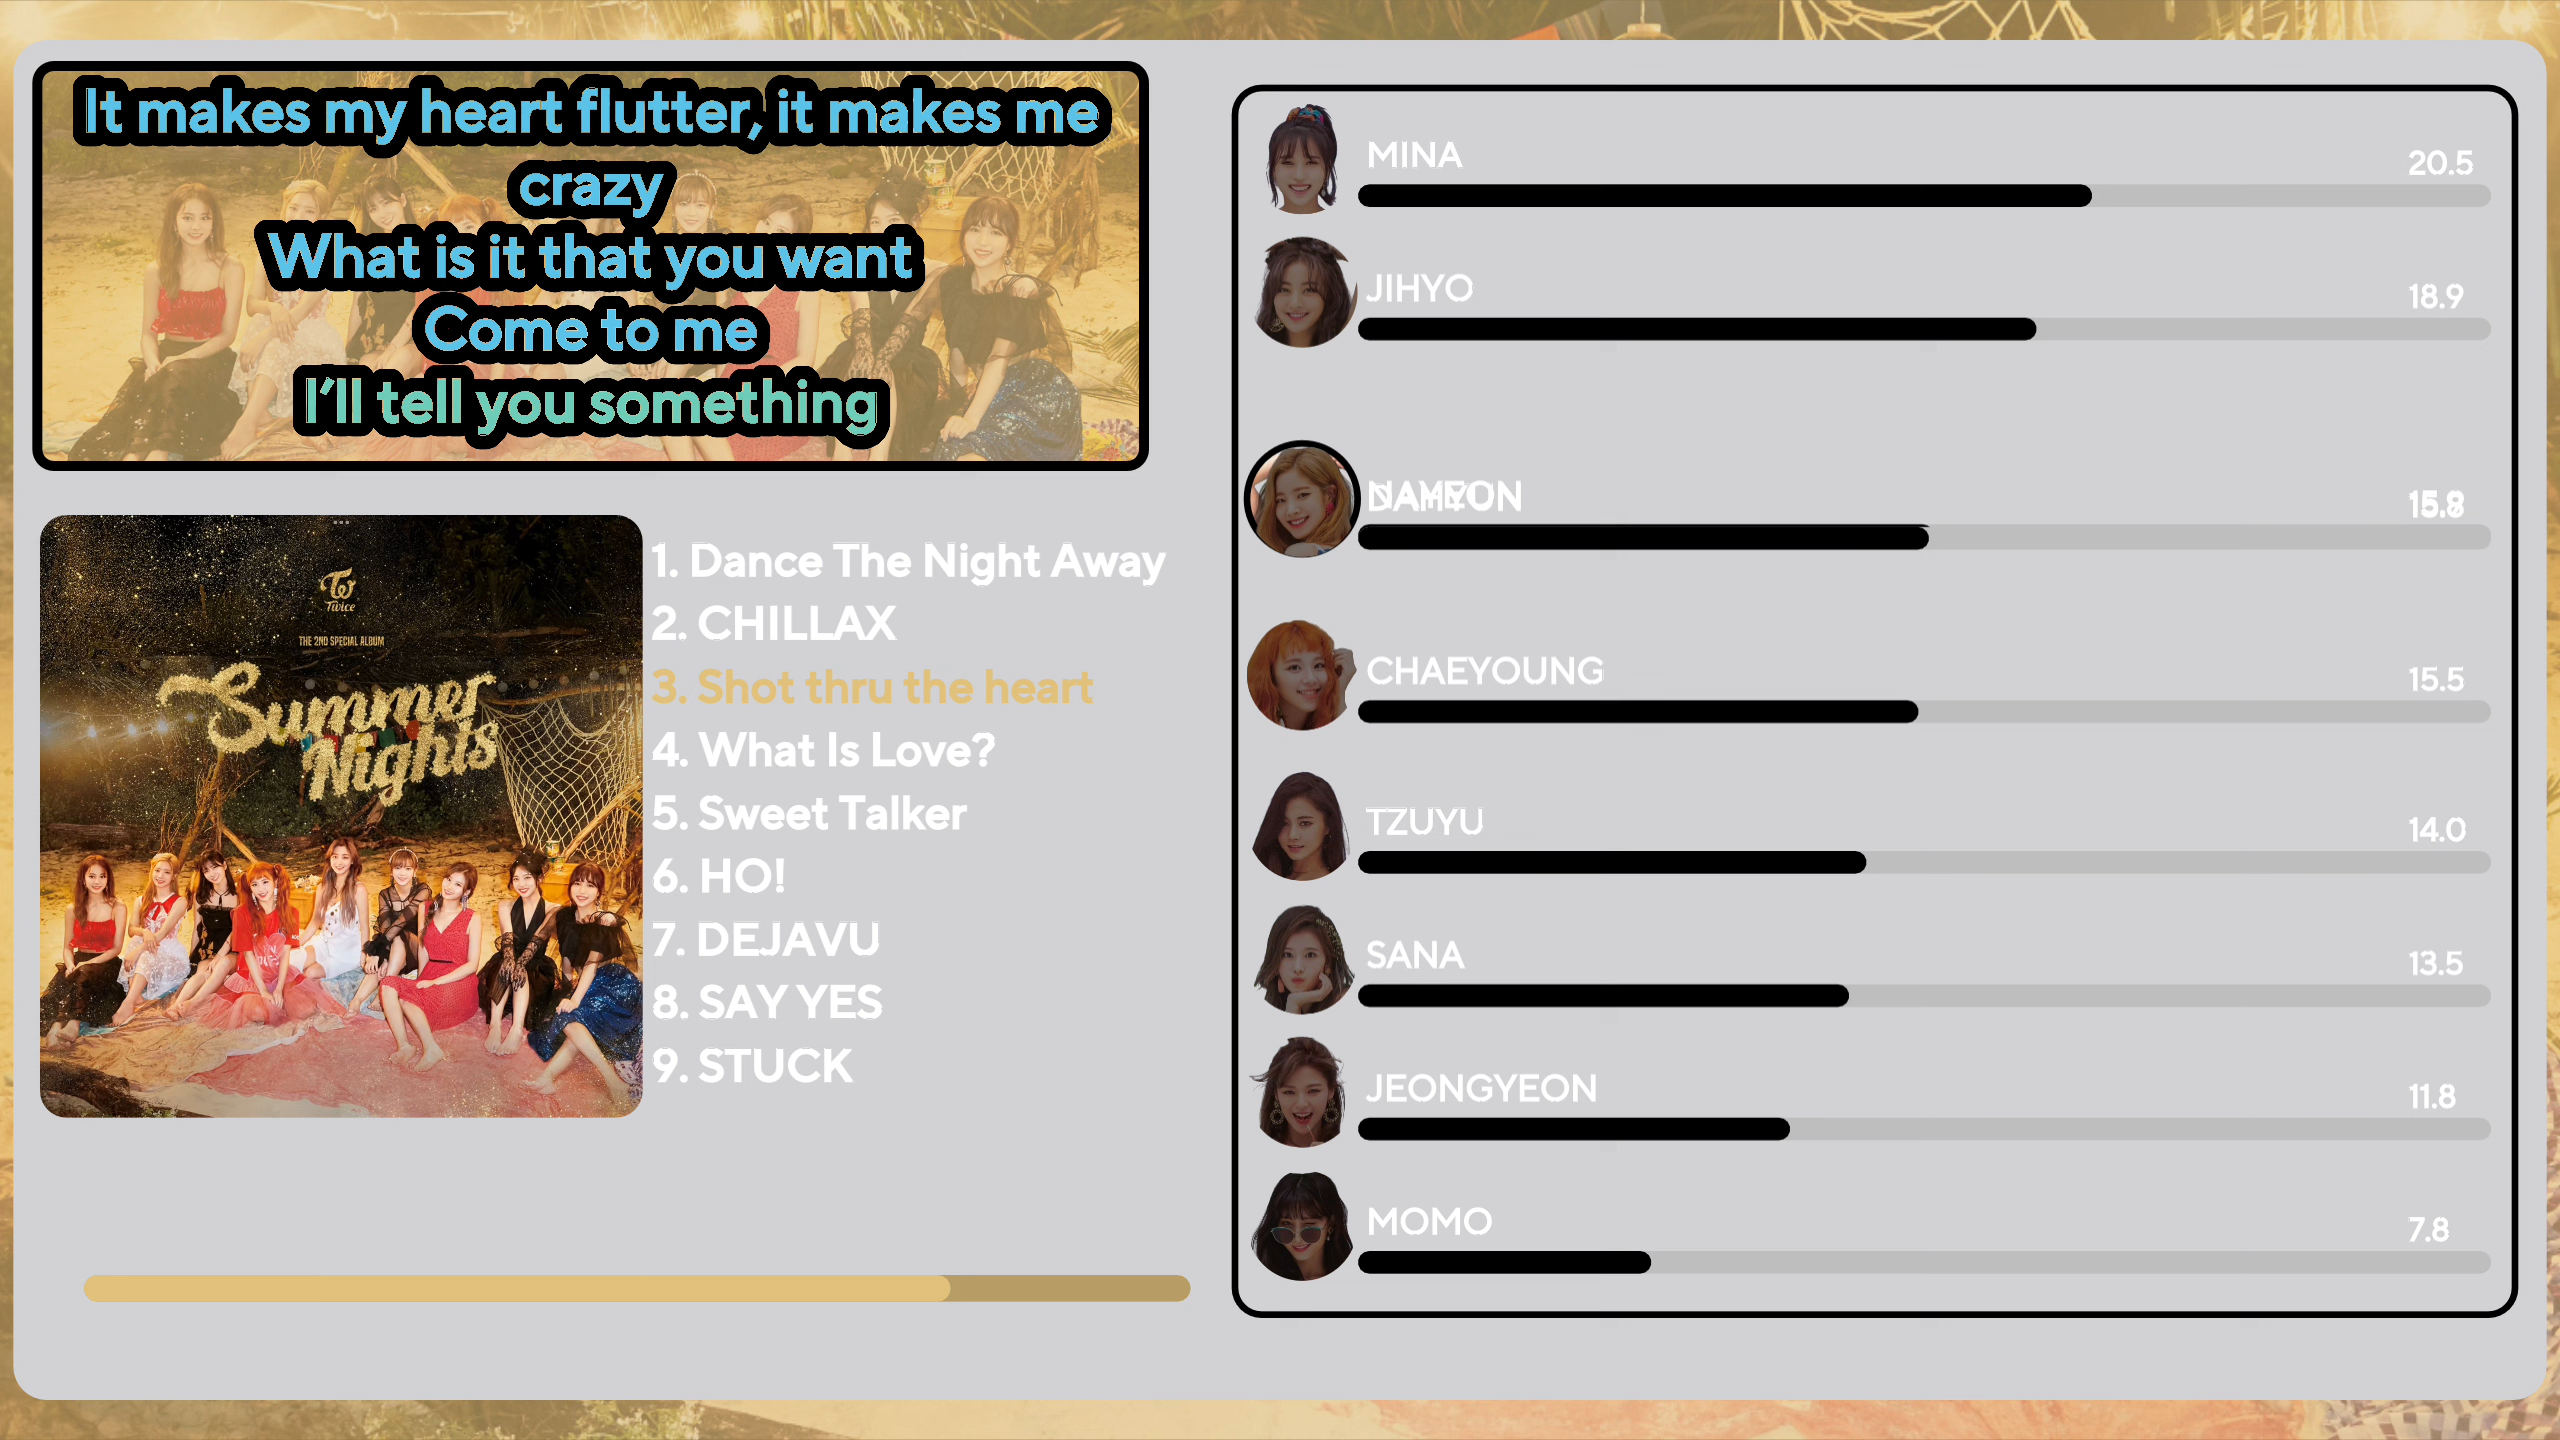 It makes my heart flutter, it makes me
crazy
What is it that you want
Come to me
I'll tell you something
Twice
THE 2ND SPECIAL ALBUM
Summer
Nights
1. Dance The Night Away
2. CHILLAX
3. Shot thru the heart
4. What Is Love?
5. Sweet Talker
6. HO!
7. DEJAVU
8. SAY YES
9. STUCK
MINA
20.5
JIHYO
18.9
NAYEON
DAHYUN
CHAEYOUNG
15.5
TZUYU
14.0
SANA
13.5
JEONGYEON
11.8
MOMO
7.8